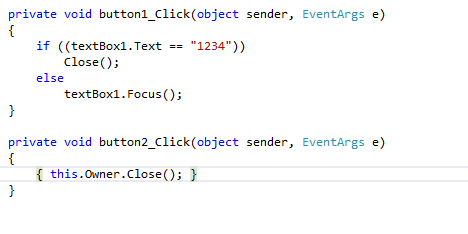 private void button1_Click(object sender, EventArgs e)
{
    if ((textBox1.Text == "1234"))
        Close();
    else
        textBox1.Focus();
}
private void button2_Click(object sender, EventArgs e)
{
    { this.Owner.Close(); }
}